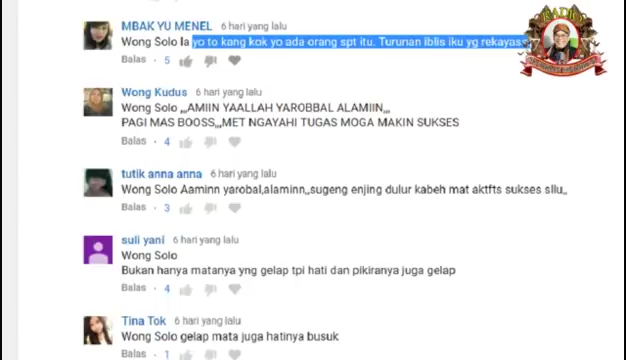 MBAK YU MENEL 6 hari yang lalu
Wong Solo la yo to kang kok yo ada orang spt itu. Turunan iblis iku yg rekayas
Balas 5
Wong Kudus 6 hari yang lalu
Wong Solo ,,,AMIIN YAALLAH YAROBBAL ALAMIIN,,,
PAGI MAS BOOSS,,,MET NGAYAHI TUGAS MOGA MAKIN SUKSES
Balas 4
tutik anna anna 6 hari yang lalu
Wong Solo Aaminn yarobal,alaminn,,sugeng enjing dulur kabeh mat aktfts sukses sllu,,
Balas 3
suli yani 6 hari yang lalu
Wong Solo
Bukan hanya matanya yng gelap tpi hati dan pikiranya juga gelap
Balas 4
Tina Tok 6 hari yang lalu
Wong Solo gelap mata juga hatinya busuk
Balas 1
RADIO